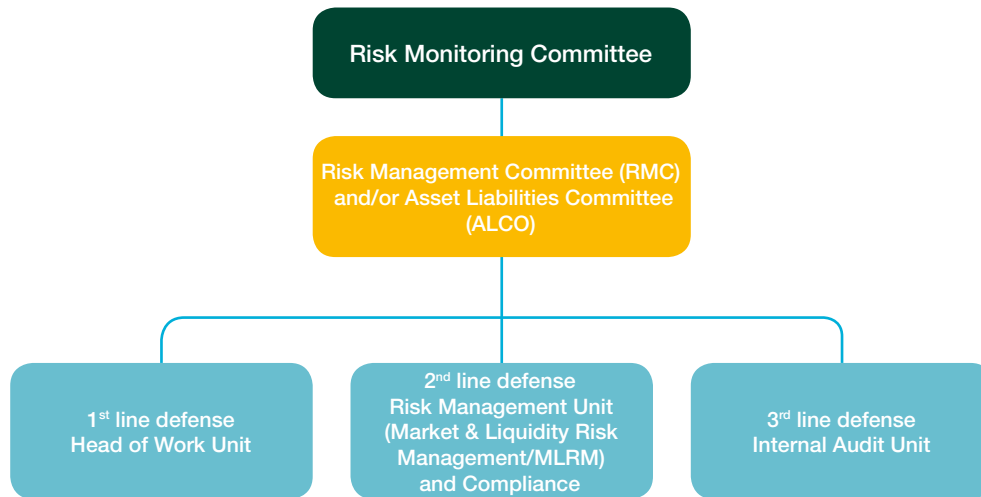 Risk Monitoring Committee
Risk Management Committee (RMC)
and/or Asset Liabilities Committee
(ALCO)
1st line defense
Head of Work Unit
2nd line defense
Risk Management Unit
(Market & Liquidity Risk
Management/MLRM)
and Compliance
3rd line defense
Internal Audit Unit